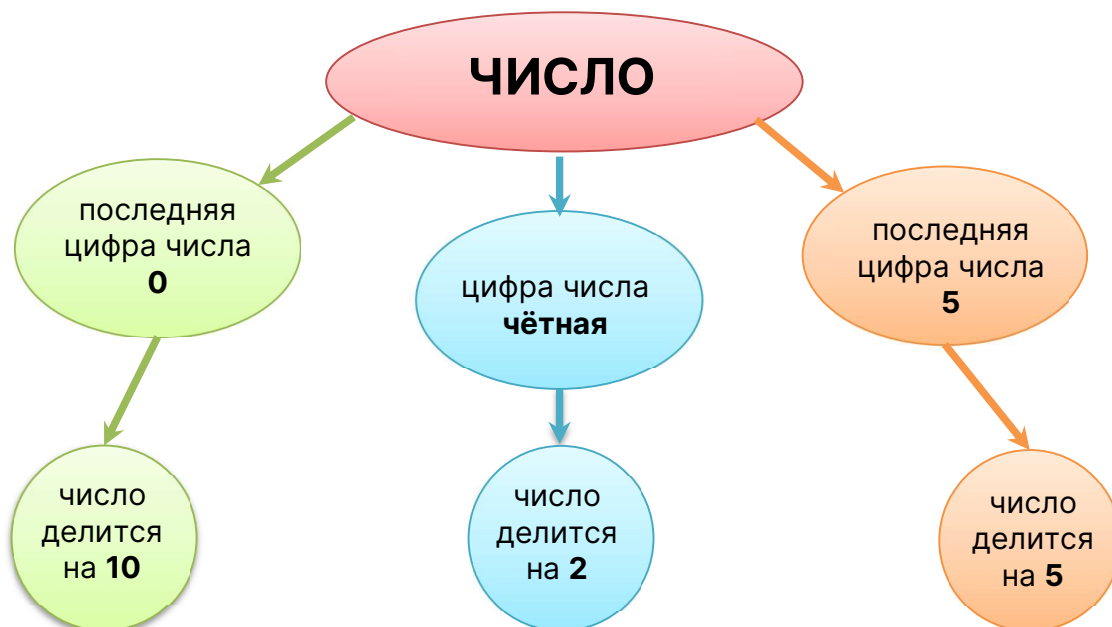 ЧИСЛО
последняя
цифра числа
0
цифра числа
чётная
последняя
цифра числа
5
число
делится
на 10
число
делится
на 2
число
делится
на 5